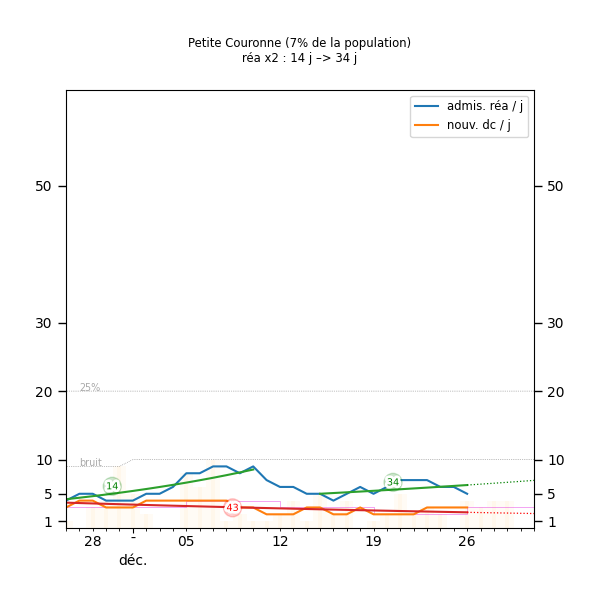 Petite Couronne (7% de la population)
réa x2 : 14 j –> 34 j
admis. réa / j
nouv. dc / j
50 50
30 30
25%
20 20
bruit
10 10
14
34
5 5
43
1 1
28 - 05 12 19 26
déc.